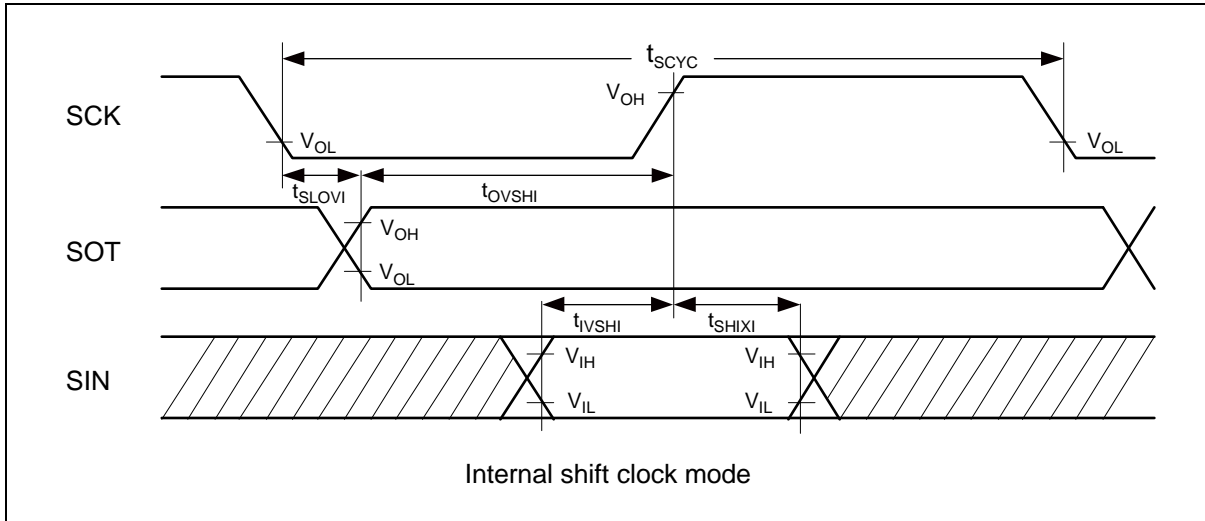 tSCYC
SCK
VOH
VOL
VOL
tSLOVI
tOVSHI
SOT
VOH
VOL
tIVSHI
tSHIXI
SIN
VIH
VIH
VIL
VIL
Internal shift clock mode